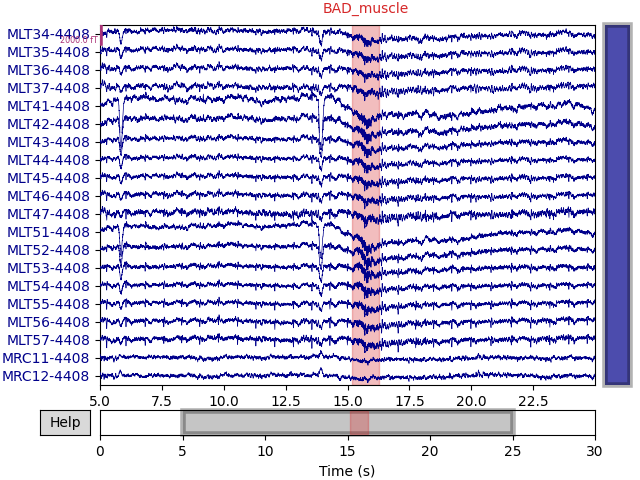 BAD_muscle
MLT34-4408
2000.0 fT
MLT35-4408
MLT36-4408
MLT37-4408
MLT41-4408
MLT42-4408
MLT43-4408
MLT44-4408
MLT45-4408
MLT46-4408
MLT47-4408
MLT51-4408
MLT52-4408
MLT53-4408
MLT54-4408
MLT55-4408
MLT56-4408
MLT57-4408
MRC11-4408
MRC12-4408
5.0 7.5 10.0 12.5 15.0 17.5 20.0 22.5
Help
0 5 10 15 20 25 30
Time (s)